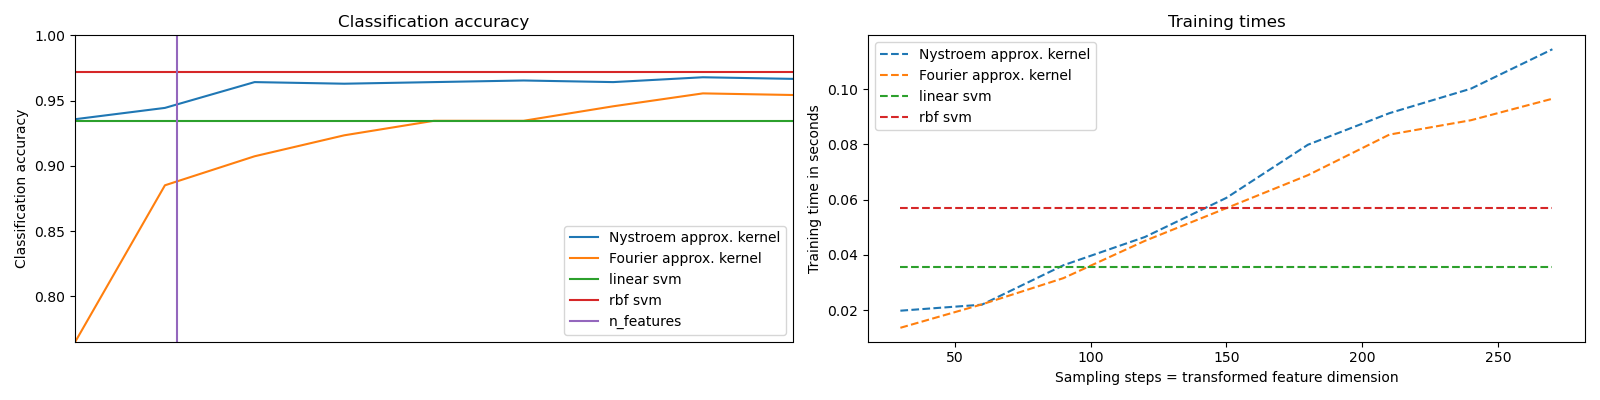 Classification accuracy
1.00
0.95
0.90
0.85
0.80
Classification accuracy
Nystroem approx. kernel
Fourier approx. kernel
linear svm
rbf svm
n_features
Training times
Nystroem approx. kernel
Fourier approx. kernel
linear svm
rbf svm
0.10
0.08
0.06
0.04
0.02
Training time in seconds
50
100
150
200
250
Sampling steps = transformed feature dimension